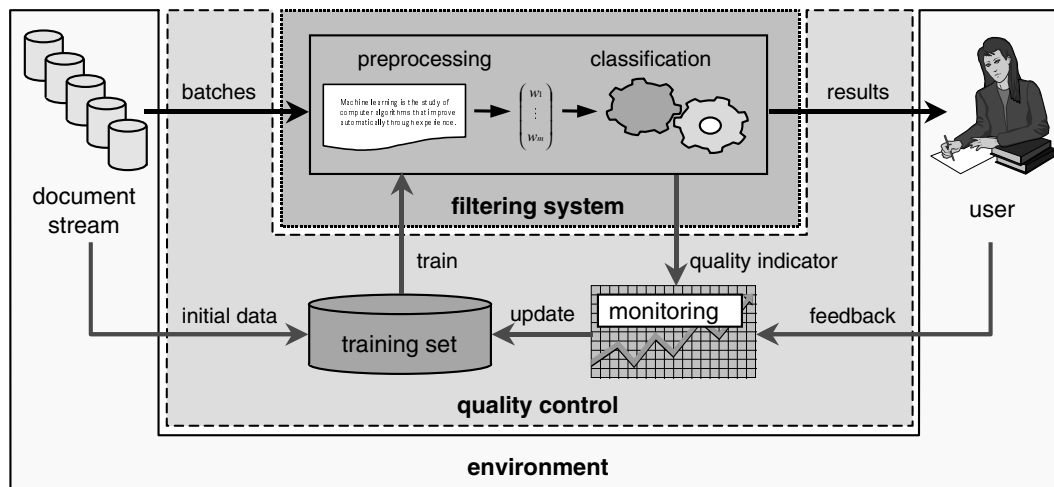 preprocessing
classification
batches
Machine learning is the study of
computer algorithms that improve
automatically through experience.
w1
⋮
wm
results
document
stream
filtering system
user
train
quality indicator
initial data
training set
update
monitoring
feedback
quality control
environment